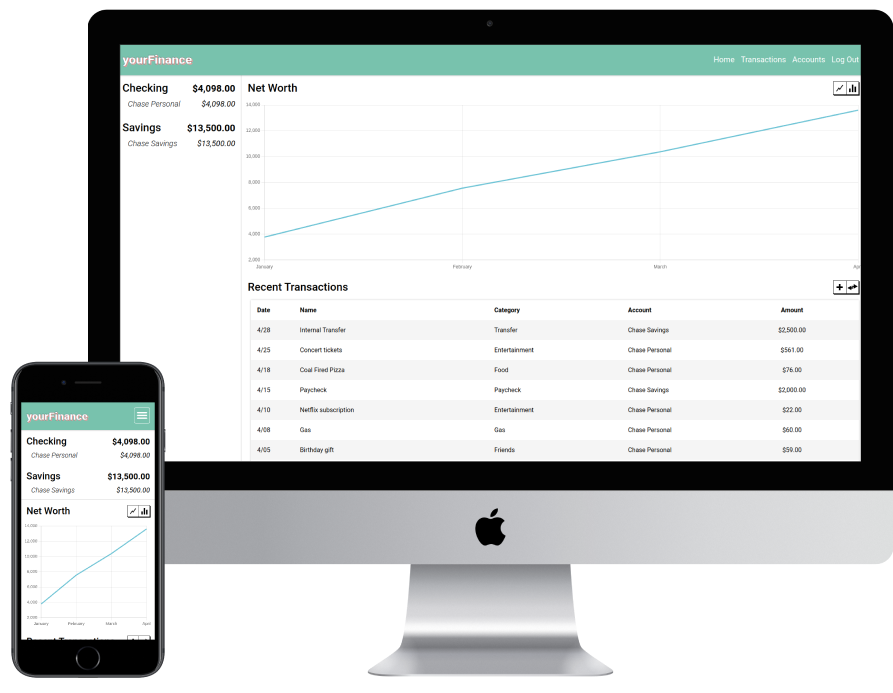 yourFinance Home Transactions Accounts Log Out
Checking $4,098.00
Chase Personal $4,098.00
Savings $13,500.00
Chase Savings $13,500.00
Net Worth
14,000
12,000
10,000
8,000
6,000
4,000
2,000
January February March Apr
Recent Transactions
Date Name Category Account Amount
4/28 Internal Transfer Transfer Chase Savings $2,500.00
4/25 Concert tickets Entertainment Chase Personal $561.00
4/18 Coal Fired Pizza Food Chase Personal $76.00
4/15 Paycheck Paycheck Chase Savings $2,000.00
4/10 Netflix subscription Entertainment Chase Personal $22.00
4/08 Gas Gas Chase Personal $60.00
4/05 Birthday gift Friends Chase Personal $59.00
yourFinance
Checking $4,098.00
Chase Personal $4,098.00
Savings $13,500.00
Chase Savings $13,500.00
Net Worth
14,000
12,000
10,000
8,000
6,000
4,000
2,000
January February March April
Recent Transactions